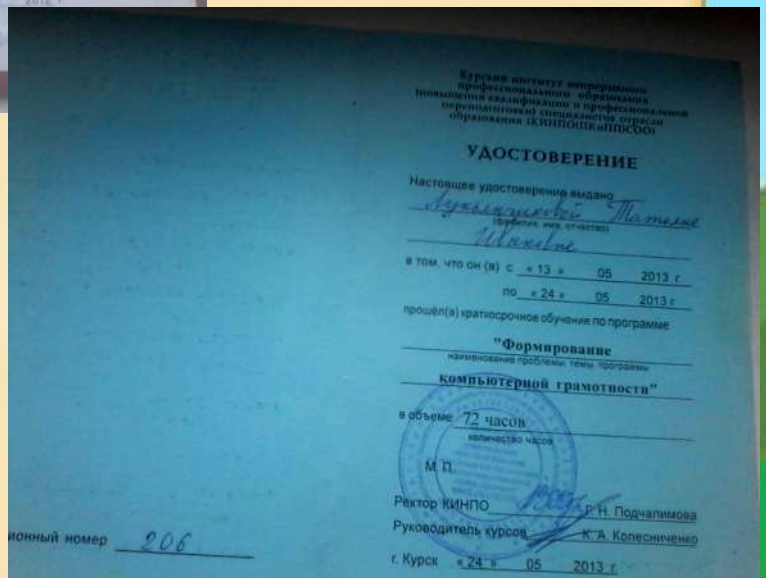 2012 г
Курский институт непрерывного
профессионального образования
(повышения квалификации и профессиональной
переподготовки) специалистов отрасли
образования (КИНПО(ПКиПП)СОО)
УДОСТОВЕРЕНИЕ
Настоящее удостоверение выдано
Лукьянчиковой Татьяне
(фамилия, имя, отчество)
Ивановне
в том, что он (а) с « 13 » 05 2013 г.
по « 24 » 05 2013 г
прошёл(а) краткосрочное обучение по программе
"Формирование
наименование проблемы, темы, программы
компьютерной грамотности"
в объеме 72 часов
количество часов
М. П.
Ректор КИНПО Г. Н. Подчалимова
Руководитель курсов К. А. Колесниченко
ионный номер 206
г. Курск « 24 » 05 2013 г.